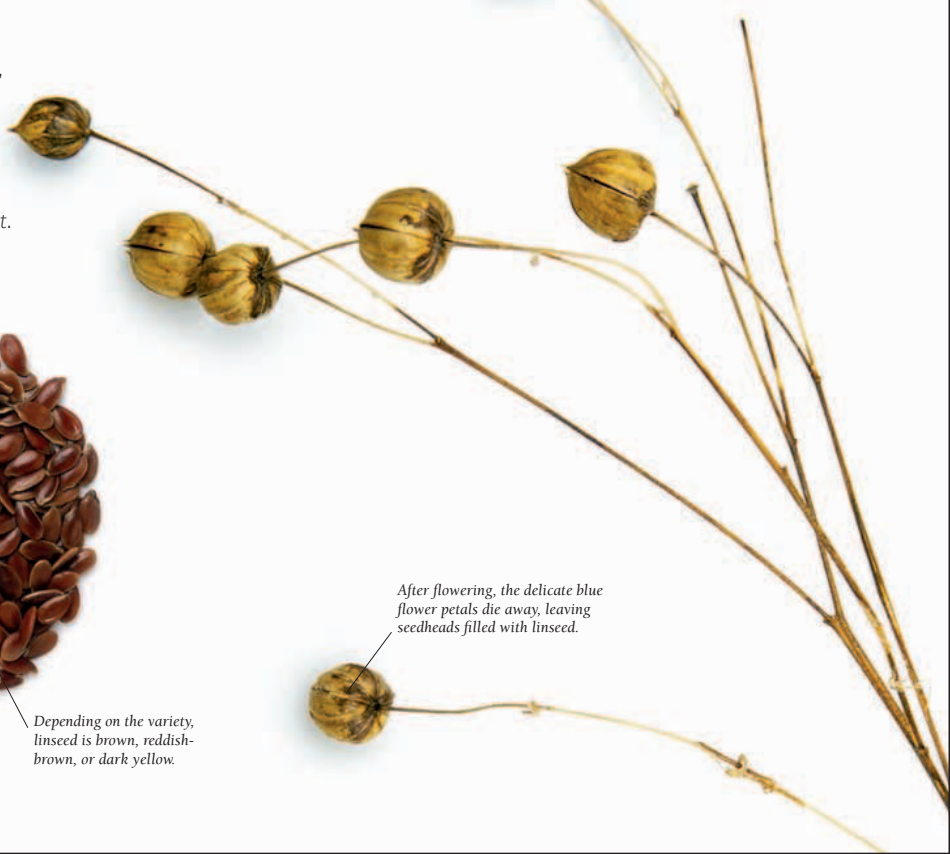 t.
After flowering, the delicate blue
flower petals die away, leaving
seedheads filled with linseed.
Depending on the variety,
linseed is brown, reddish-
brown, or dark yellow.